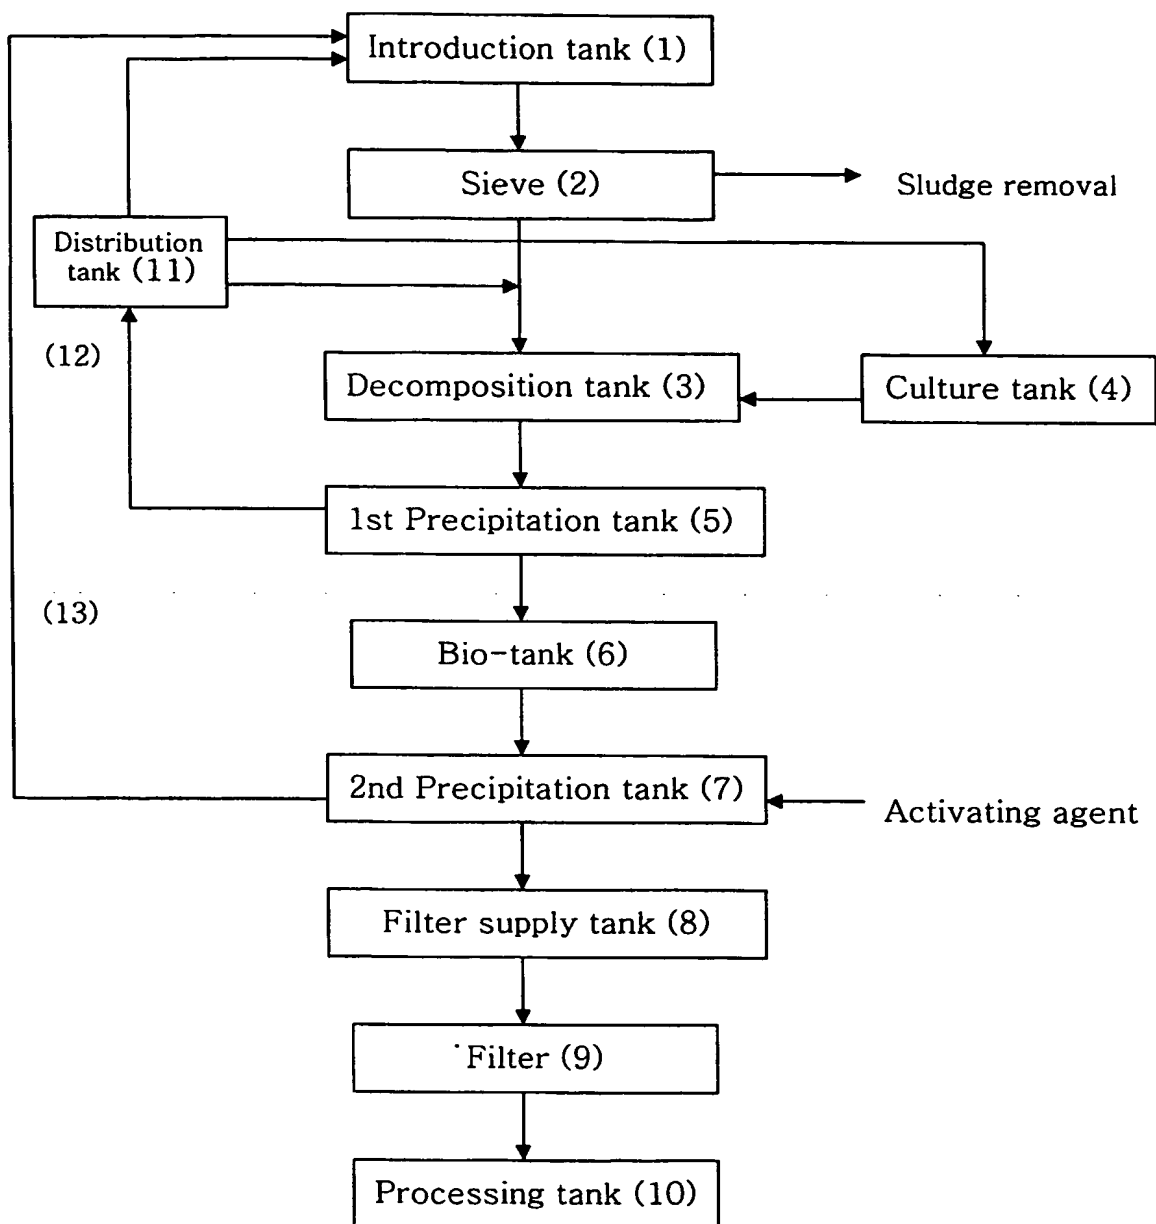 Introduction tank (1)
Sieve (2)
Sludge removal
Distribution
tank (11)
(12)
Decomposition tank (3)
Culture tank (4)
1st Precipitation tank (5)
(13)
Bio-tank (6)
2nd Precipitation tank (7)
Activating agent
Filter supply tank (8)
Filter (9)
Processing tank (10)